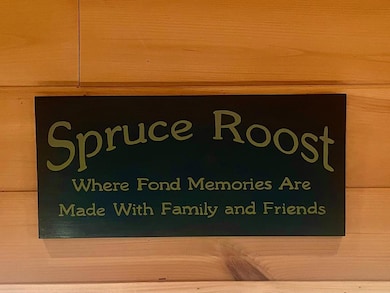 Spruce Roost
Where Fond Memories Are
Made With Family and Friends